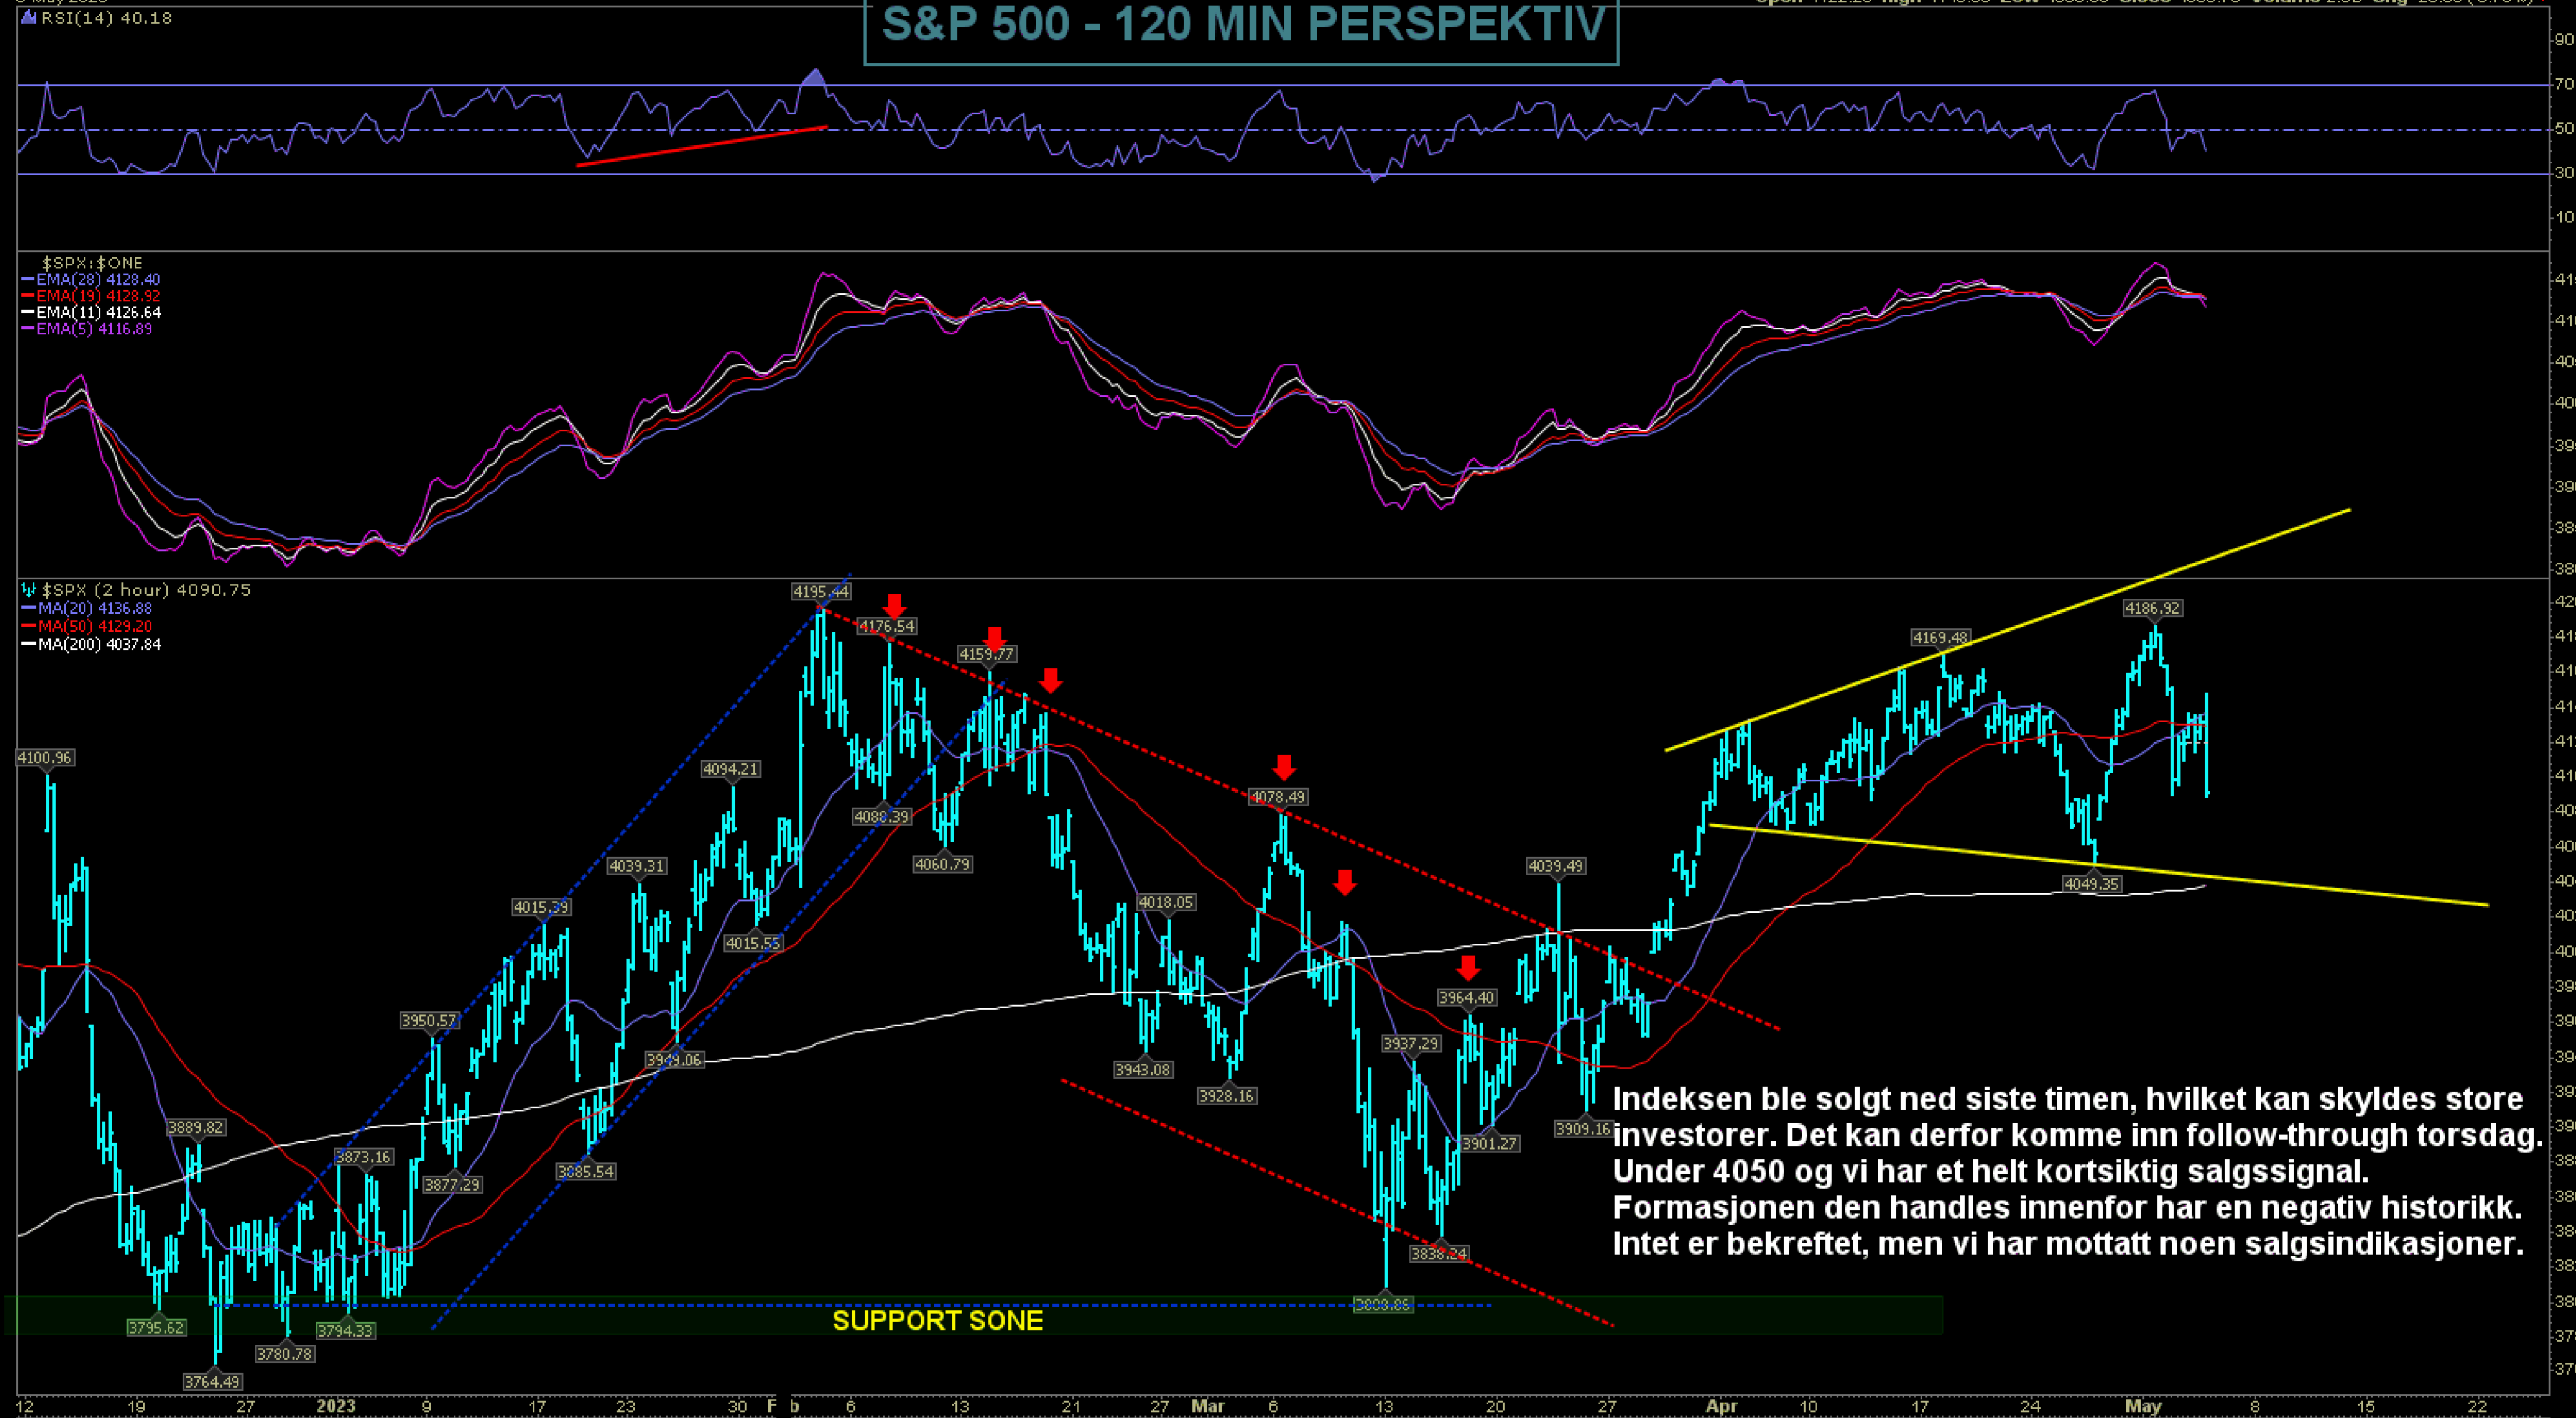 RSI(14) 40.18
S&P 500 - 120 MIN PERSPEKTIV
90
70
50
30
10
$SPX:$ONE
EMA(28) 4128.40
EMA(19) 4128.92
EMA(11) 4126.64
EMA(5) 4116.89
$SPX (2 hour) 4090.75
MA(20) 4136.88
MA(50) 4129.20
MA(200) 4037.84
4195.44
4176.54
4159.77
4186.92
4169.48
4100.96
4094.21
4078.49
4060.79
4039.31
4039.49
4049.35
4015.39
4018.05
4015.55
3950.57
3949.06
3943.08
3928.16
3964.40
3937.29
3889.82
3873.16
3877.29
3885.54
3901.27
3909.16
3838.24
Indeksen ble solgt ned siste timen, hvilket kan skyldes store
investorer. Det kan derfor komme inn follow-through torsdag.
Under 4050 og vi har et helt kortsiktig salgssignal.
Formasjonen den handles innenfor har en negativ historikk.
Intet er bekreftet, men vi har mottatt noen salgsindikasjoner.
SUPPORT SONE
3795.62
3794.33
3780.78
3764.49
12 19 27 2023 9 17 23 30 6 13 21 27 Mar 6 13 20 27 Apr 10 17 24 May 8 15 22